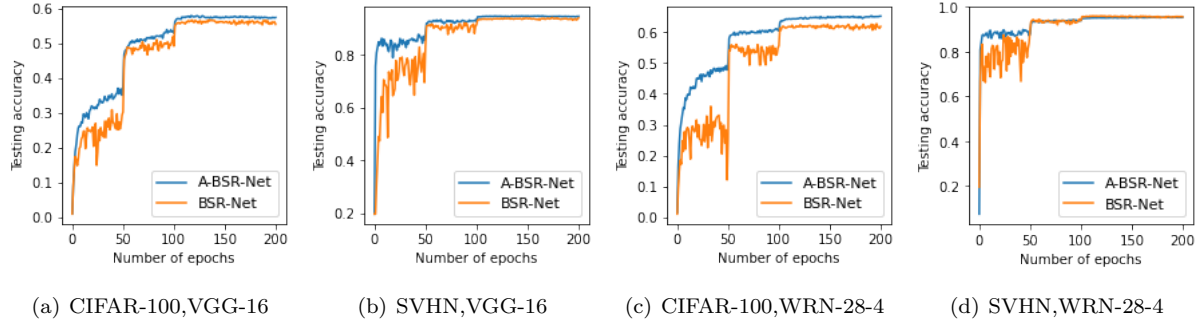 Testing accuracy
0.6
0.5
0.4
0.3
0.2
0.1
0.0
A-BSR-Net
BSR-Net
0 50 100 150 200
Number of epochs
(a) CIFAR-100,VGG-16
Testing accuracy
0.8
0.6
0.4
0.2
A-BSR-Net
BSR-Net
0 50 100 150 200
Number of epochs
(b) SVHN,VGG-16
Testing accuracy
0.6
0.5
0.4
0.3
0.2
0.1
0.0
A-BSR-Net
BSR-Net
0 50 100 150 200
Number of epochs
(c) CIFAR-100,WRN-28-4
Testing accuracy
1.0
0.8
0.6
0.4
0.2
A-BSR-Net
BSR-Net
0 50 100 150 200
Number of epochs
(d) SVHN,WRN-28-4